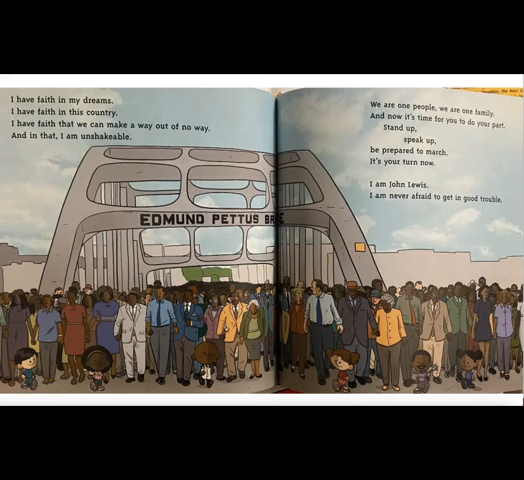 I have faith in my dreams.
I have faith in this country.
I have faith that we can make a way out of no way.
And in that, I am unshakeable.
EDMUND PETTUS
We are one people, we are one family.
And now it's time for you to do your part.
Stand up,
speak up,
be prepared to march.
It's your turn now.
I am John Lewis.
I am never afraid to get in good trouble.